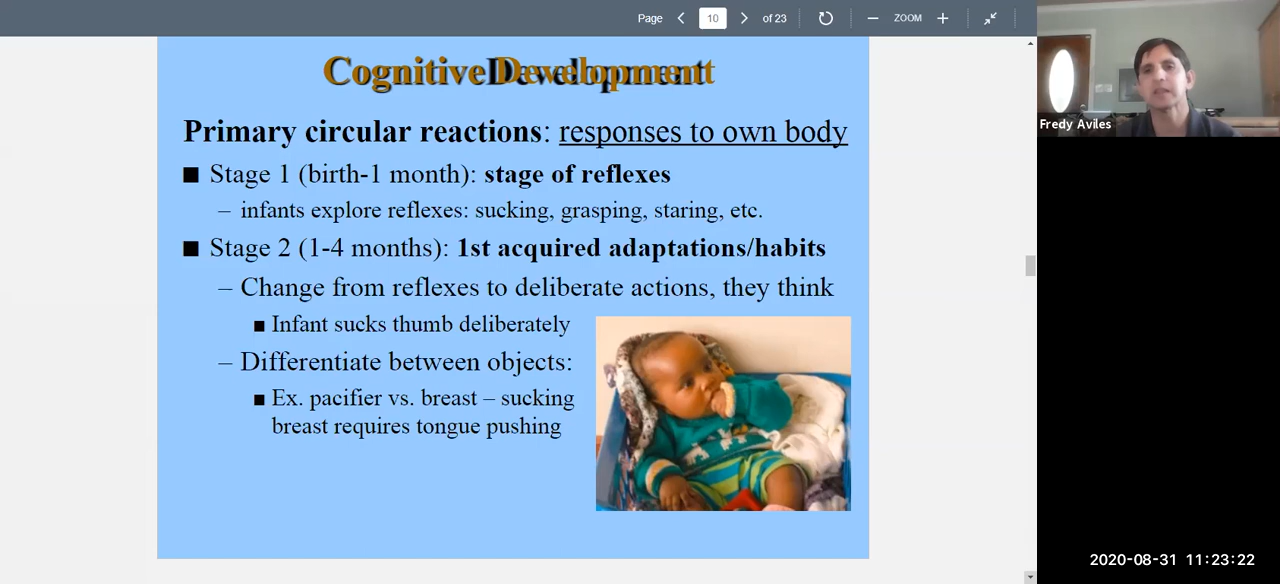 Page 10 of 23 ZOOM
Cognitive Development
Primary circular reactions: responses to own body
■ Stage 1 (birth-1 month): stage of reflexes
– infants explore reflexes: sucking, grasping, staring, etc.
■ Stage 2 (1-4 months): 1st acquired adaptations/habits
– Change from reflexes to deliberate actions, they think
■ Infant sucks thumb deliberately
– Differentiate between objects:
■ Ex. pacifier vs. breast – sucking
breast requires tongue pushing
Fredy Aviles
2020-08-31 11:23:22